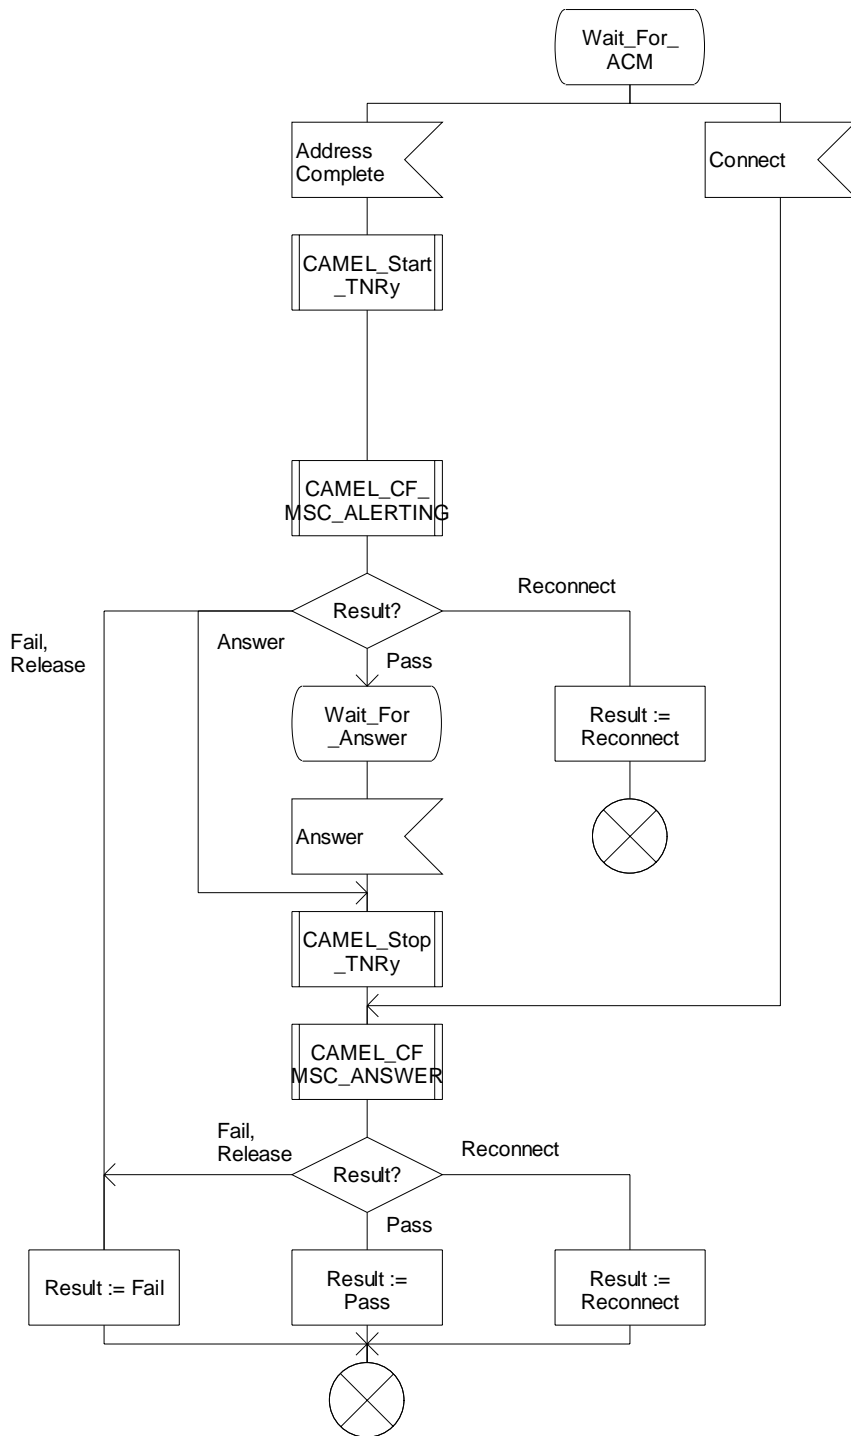 Wait_For_
ACM
Address
Complete
Connect
CAMEL_Start
_TNRy
CAMEL_CF_
MSC_ALERTING
Result?
Reconnect
Fail,
Release
Answer
Pass
Wait_For
_Answer
Result :=
Reconnect
Answer
CAMEL_Stop
_TNRy
CAMEL_CF
MSC_ANSWER
Fail,
Release
Result?
Reconnect
Pass
Result := Fail
Result :=
Pass
Result :=
Reconnect